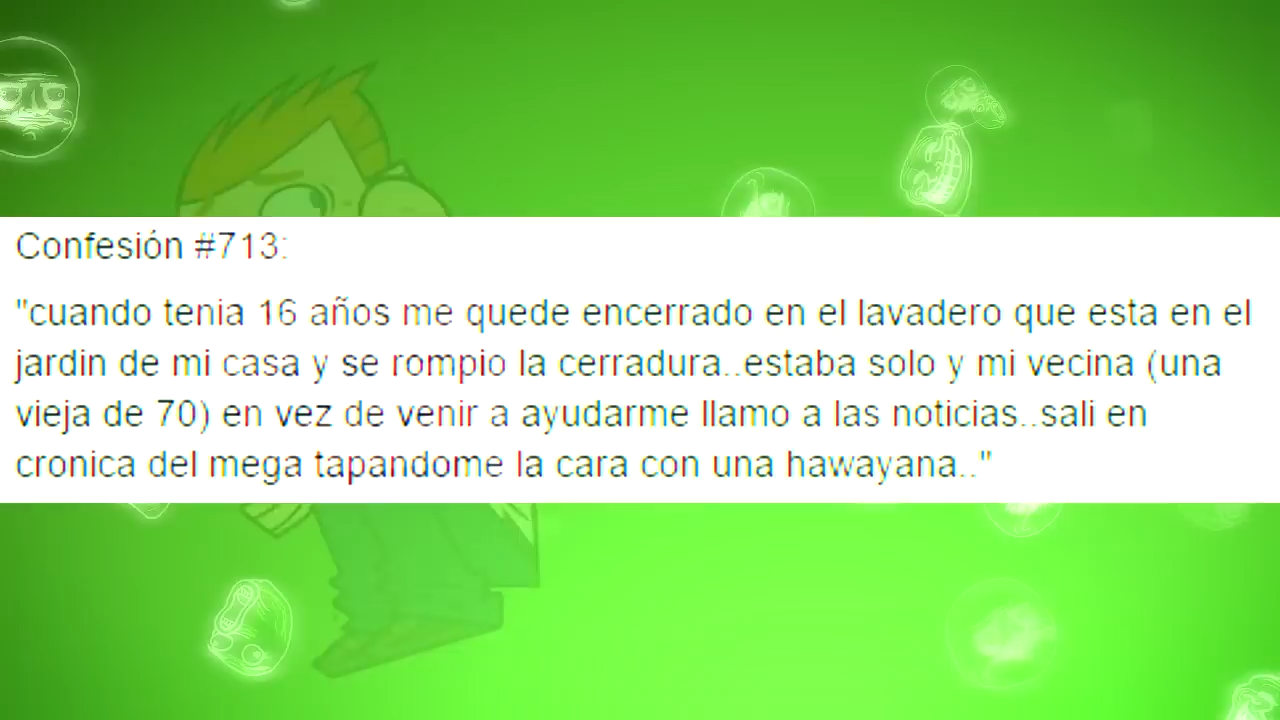 Confesión #713:
"cuando tenia 16 años me quede encerrado en el lavadero que esta en el
jardin de mi casa y se rompio la cerradura..estaba solo y mi vecina (una
vieja de 70) en vez de venir a ayudarme llamo a las noticias..sali en
cronica del mega tapandome la cara con una hawayana.."